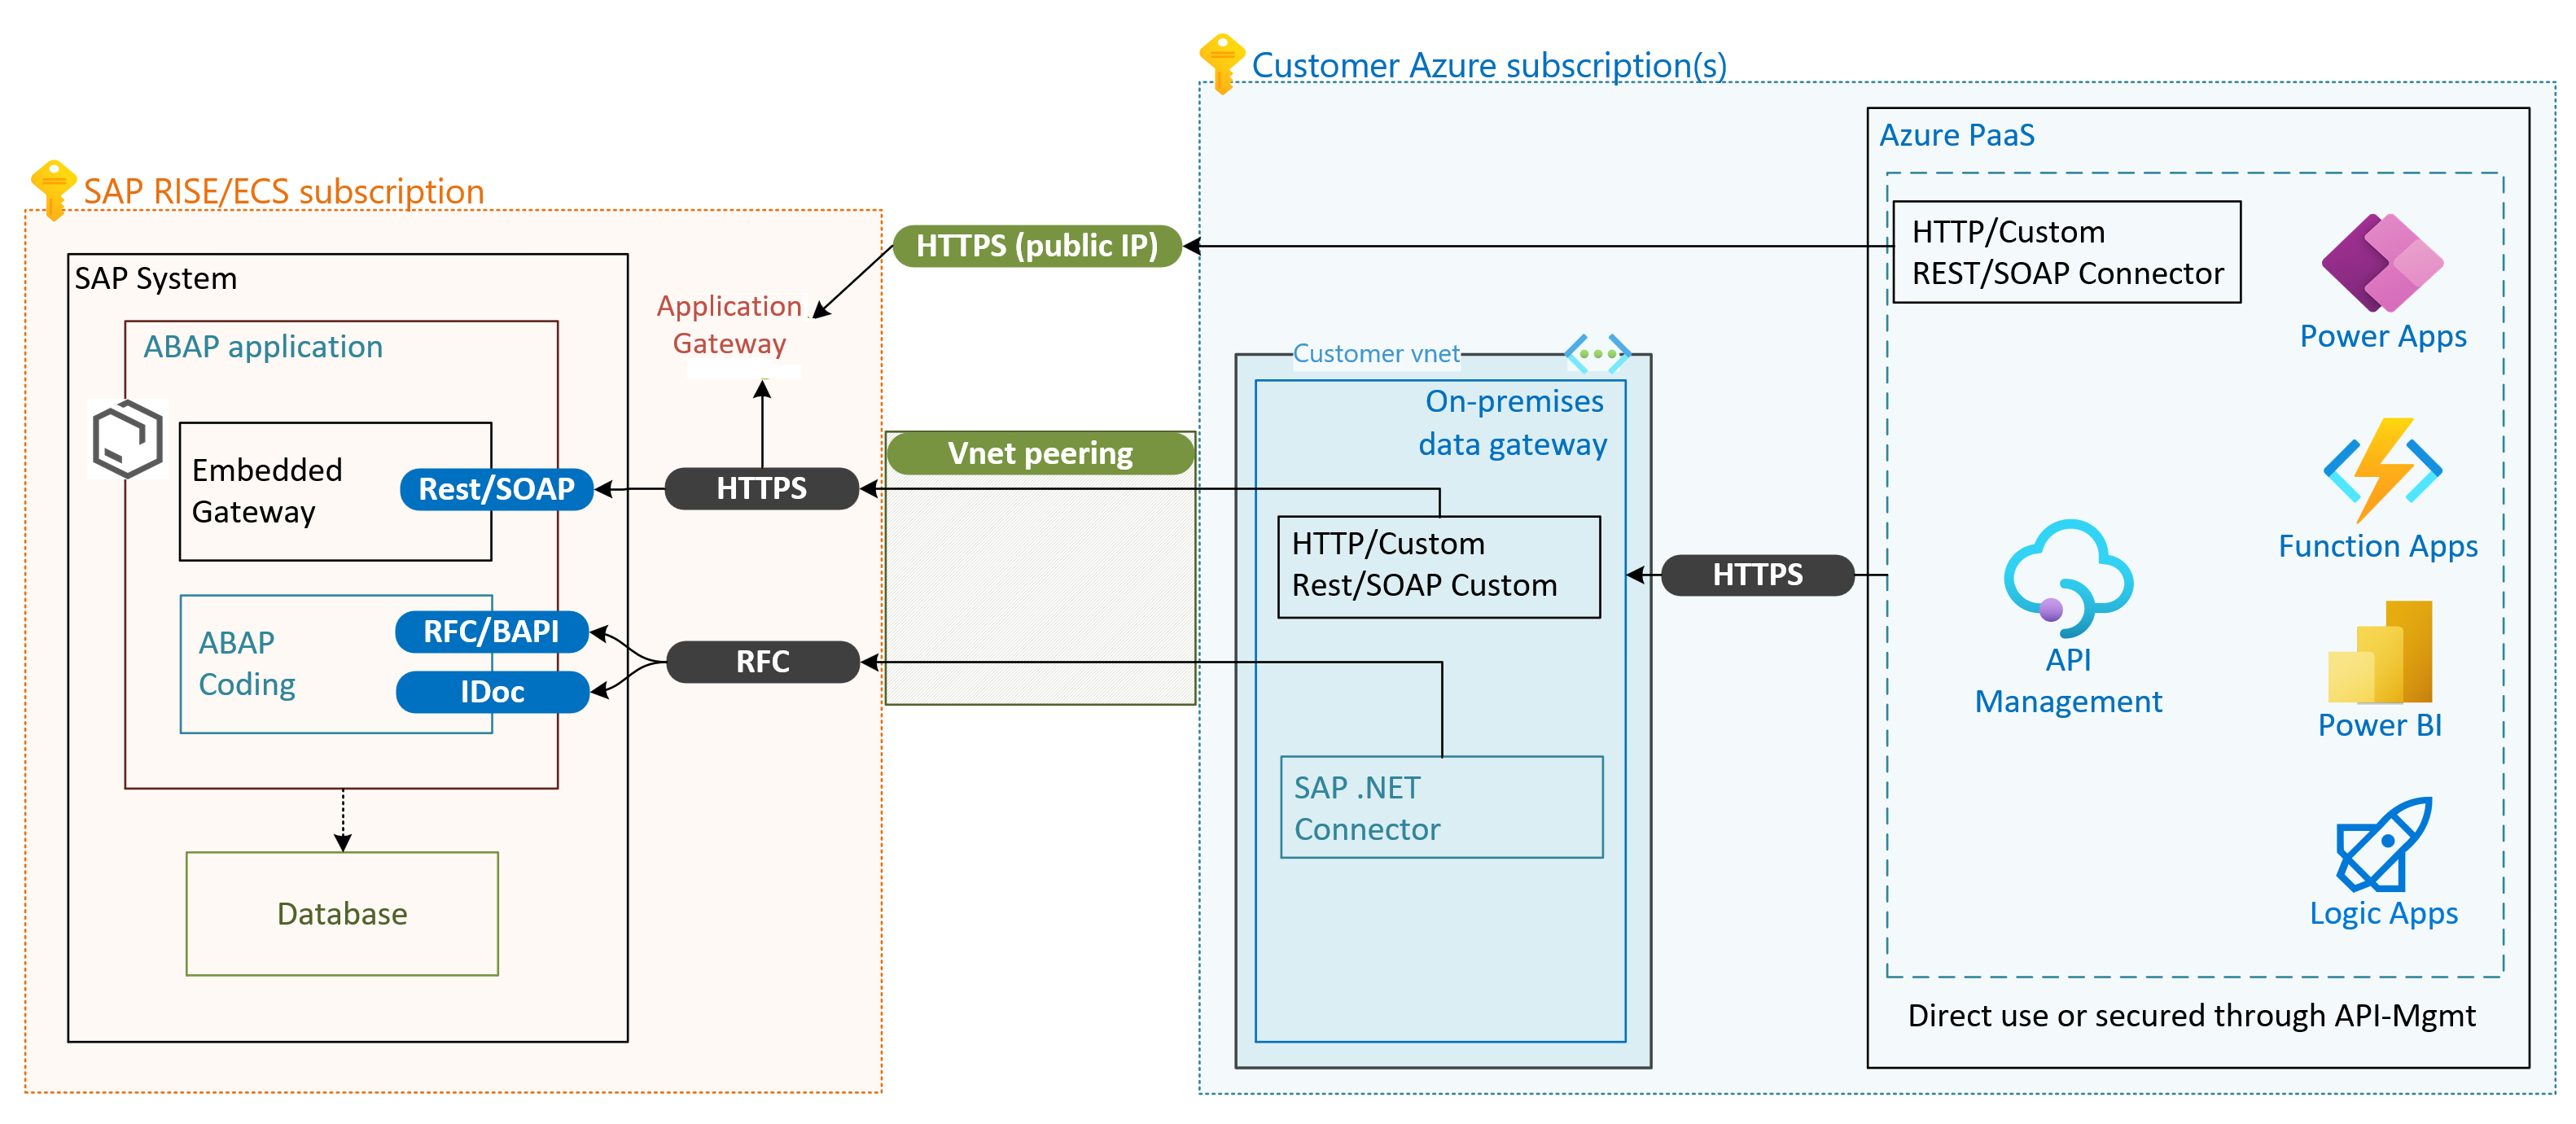 Customer Azure subscription(s)
SAP RISE/ECS subscription
SAP System
ABAP application
Embedded
Gateway
Rest/SOAP
ABAP
Coding
RFC/BAPI
IDoc
Database
Application
Gateway
HTTPS
RFC
HTTPS (public IP)
Vnet peering
Customer vnet
On-premises
data gateway
HTTP/Custom
Rest/SOAP Custom
SAP .NET
Connector
HTTPS
Azure PaaS
HTTP/Custom
REST/SOAP Connector
API
Management
Power Apps
Function Apps
Power BI
Logic Apps
Direct use or secured through API-Mgmt